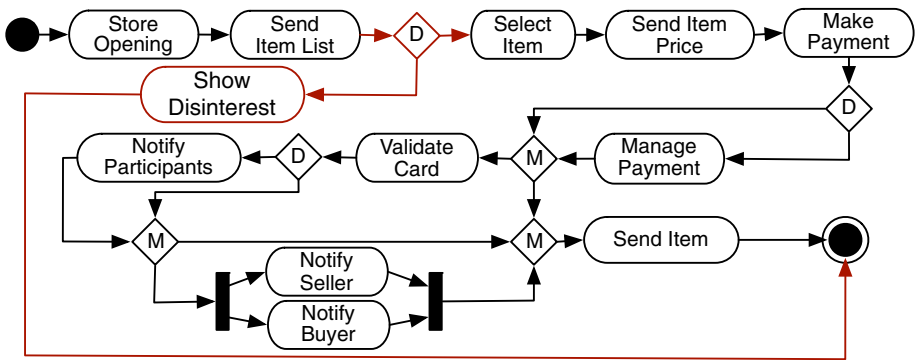 Store
Opening
Send
Item List
D
Select
Item
Send Item
Price
Make
Payment
Show
Disinterest
D
Notify
Participants
D
Validate
Card
M
Manage
Payment
M
M
Send Item
Notify
Seller
Notify
Buyer